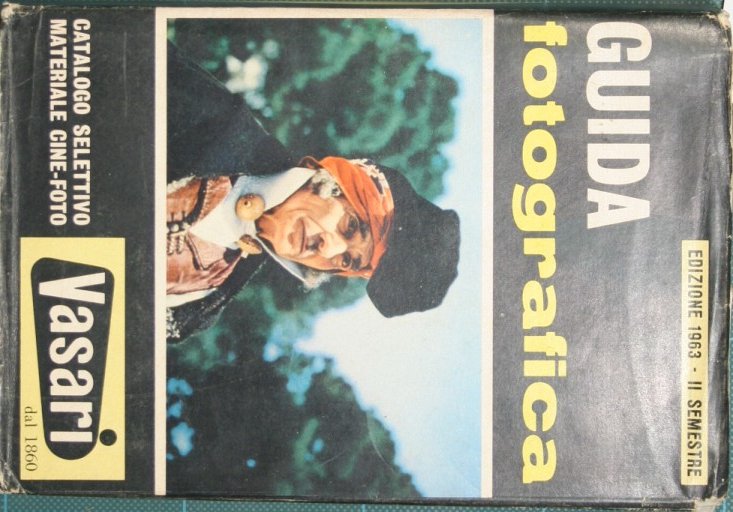 EDIZIONE 1963 - II SEMESTRE
GUIDA
fotografica
CATALOGO SELETTIVO
MATERIALE CINE-FOTO
Vasari
dal 1860